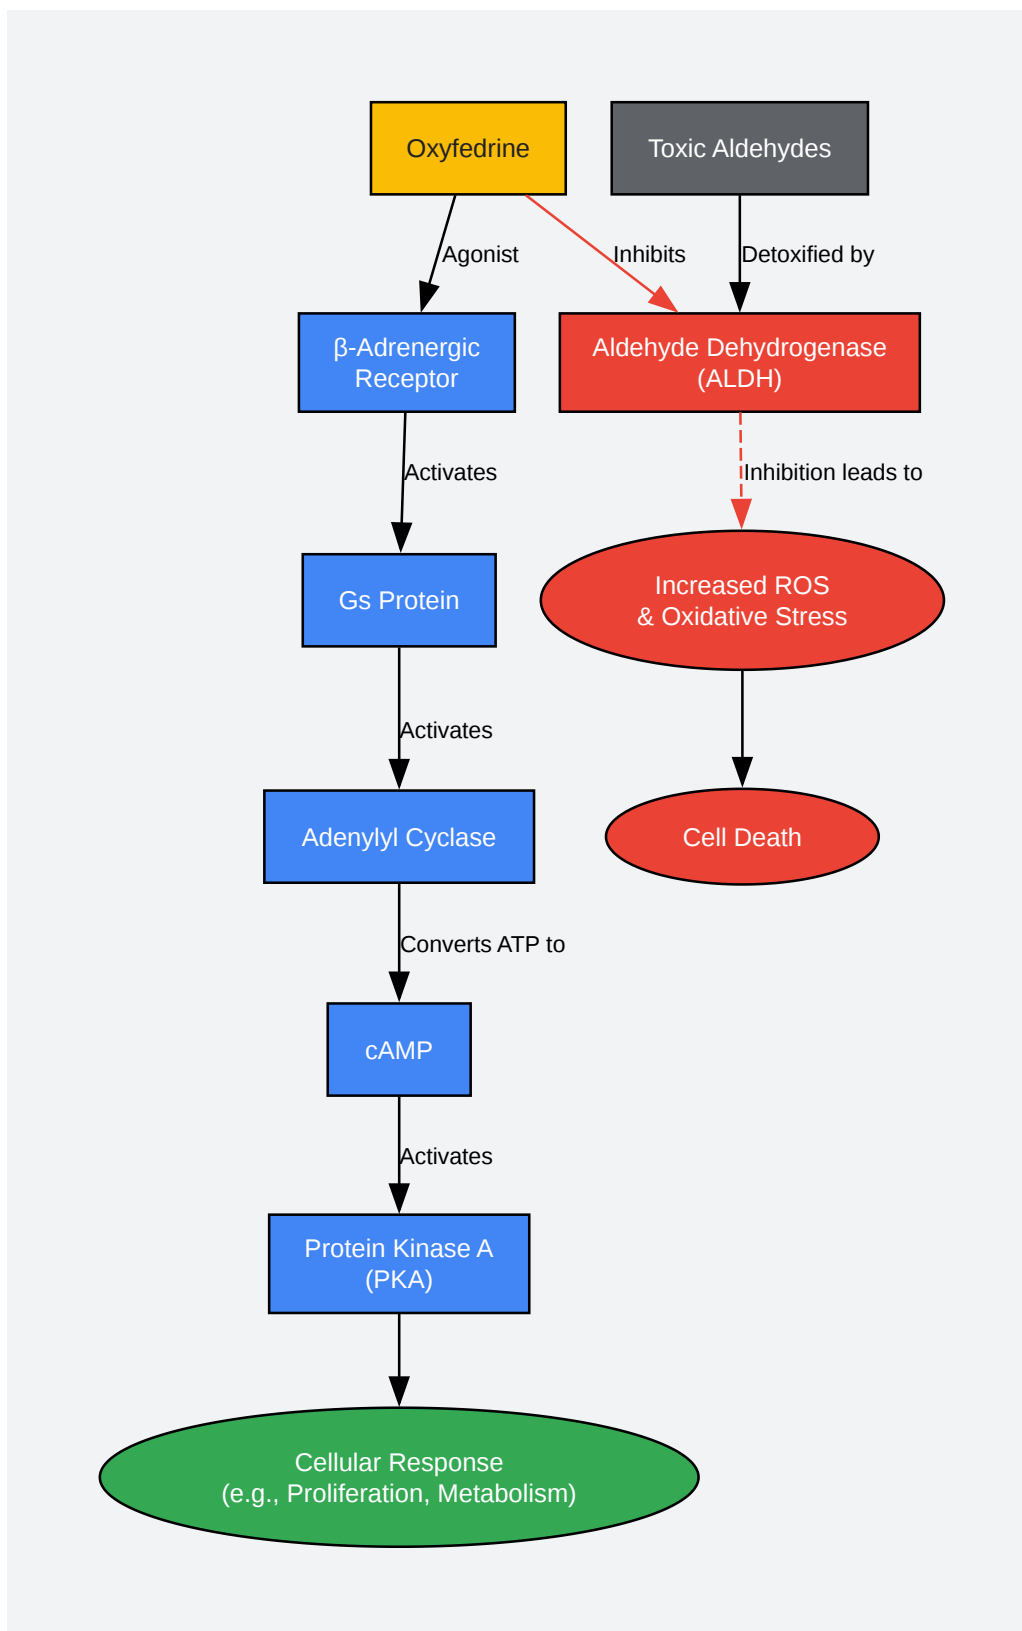 Oxyfedrine
Toxic Aldehydes
Agonist
Inhibits
Detoxified by
β-Adrenergic
Receptor
Aldehyde Dehydrogenase
(ALDH)
Activates
Inhibition leads to
Gs Protein
Increased ROS
& Oxidative Stress
Activates
Adenylyl Cyclase
Cell Death
Converts ATP to
cAMP
Activates
Protein Kinase A
(PKA)
Cellular Response
(e.g., Proliferation, Metabolism)